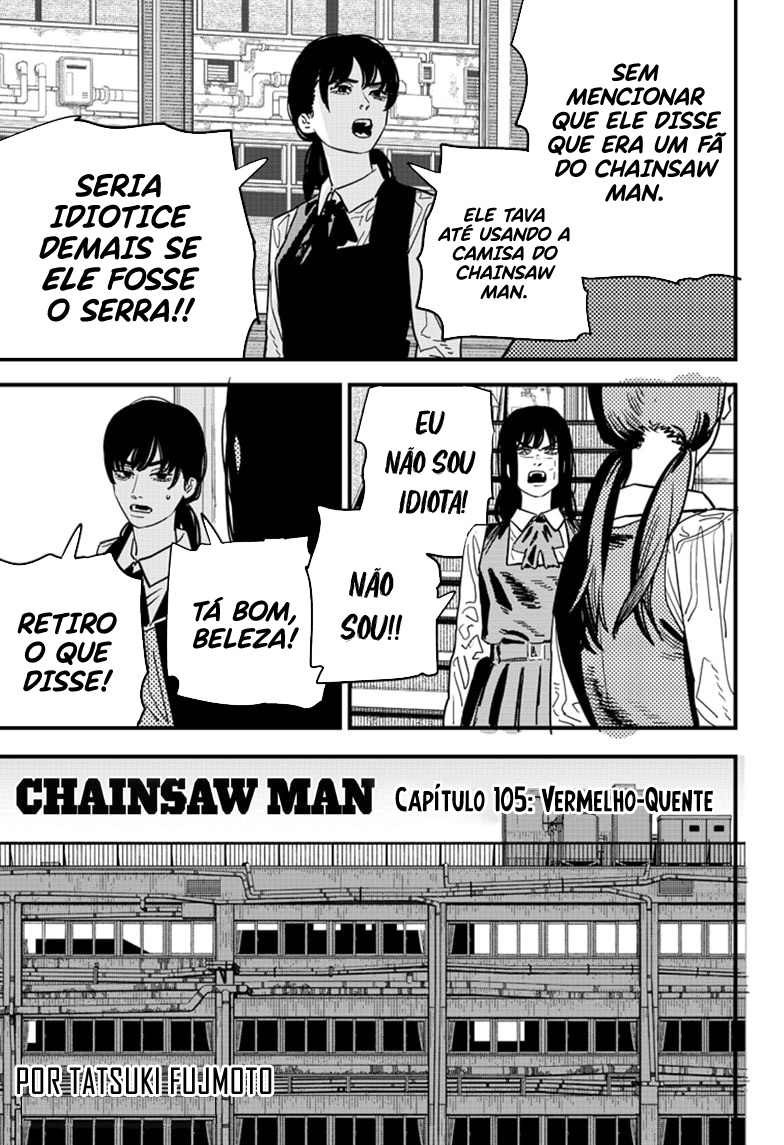 SEM
MENCIONAR
QUE ELE DISSE
QUE ERA UM FÃ
DO CHAINSAW
MAN.
ELE TAVA
ATÉ USANDO A
CAMISA DO
CHAINSAW
MAN.
SERIA
IDIOTICE
DEMAIS SE
ELE FOSSE
O SERRA!!
EU
NÃO SOU
IDIOTA!
NÃO
SOU!!
TÁ BOM,
BELEZA!
RETIRO
O QUE
DISSE!
CHAINSAW MAN CAPÍTULO 105: VERMELHO-QUENTE
POR TATSUKI FUJMOTO